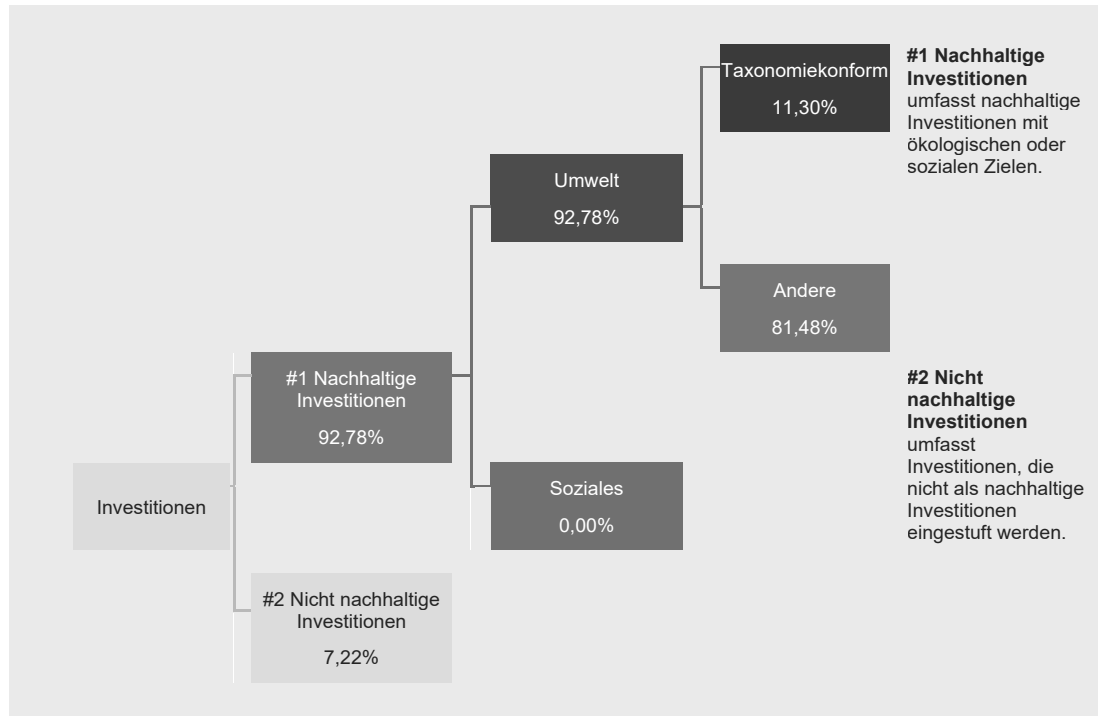 Taxonomiekonform
11,30%
Umwelt
92,78%
Andere
81,48%
#1 Nachhaltige
Investitionen
92,78%
Soziales
0,00%
Investitionen
#2 Nicht nachhaltige
Investitionen
7,22%
#1 Nachhaltige
Investitionen
umfasst nachhaltige
Investitionen mit
ökologischen oder
sozialen Zielen.
#2 Nicht
nachhaltige
Investitionen
umfasst
Investitionen, die
nicht als nachhaltige
Investitionen
eingestuft werden.